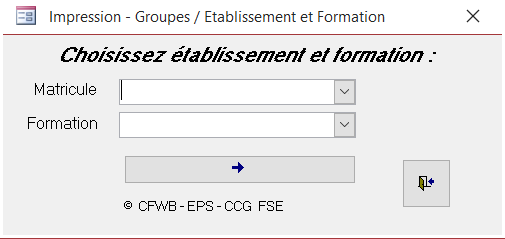 Impression - Groupes / Etablissement et Formation
Choisissez établissement et formation :
Matricule
Formation
© CFWB - EPS - CCG FSE